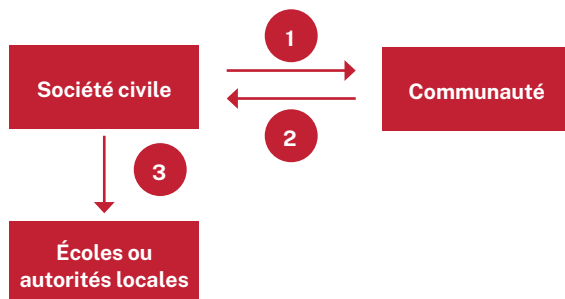 1
Société civile
Communauté
2
3
Écoles ou
autorités locales